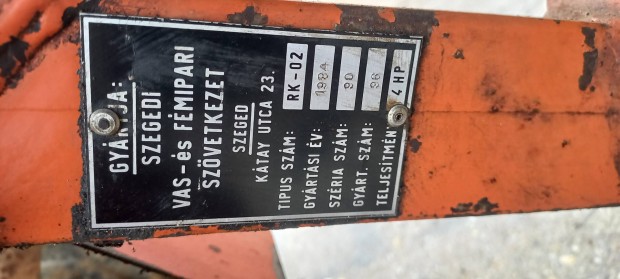 GYÁRTJA:
SZEGEDI
VAS-és FÉMIPARI
SZÖVETKEZET
SZEGED
KÁTAY UTCA 23.
TIPUS SZÁM: RK-02
GYÁRTÁSI ÉV: 1984
SZÉRIA SZÁM: 90
GYÁRT. SZÁM: 96
TELJESÍTMÉNY 4 HP